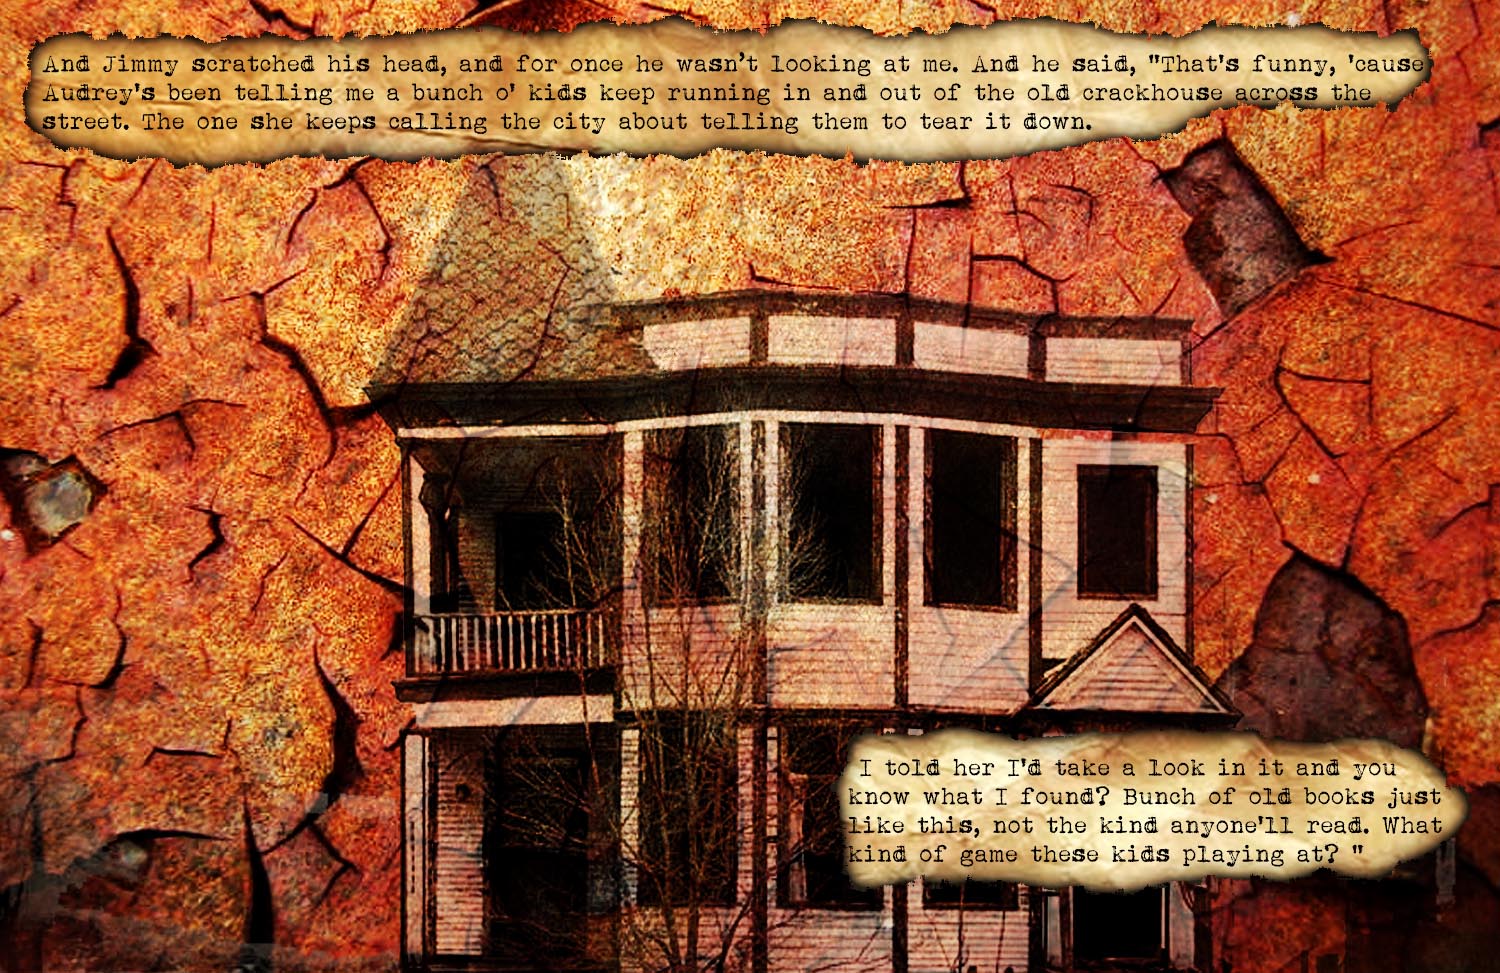 And Jimmy scratched his head, and for once he wasn't looking at me. And he said, "That's funny, 'cause
Audrey's been telling me a bunch o' kids keep running in and out of the old crackhouse across the
street. The one she keeps calling the city about telling them to tear it down.
I told her I'd take a look in it and you
know what I found? Bunch of old books just
like this, not the kind anyone'll read. What
kind of game these kids playing at? "